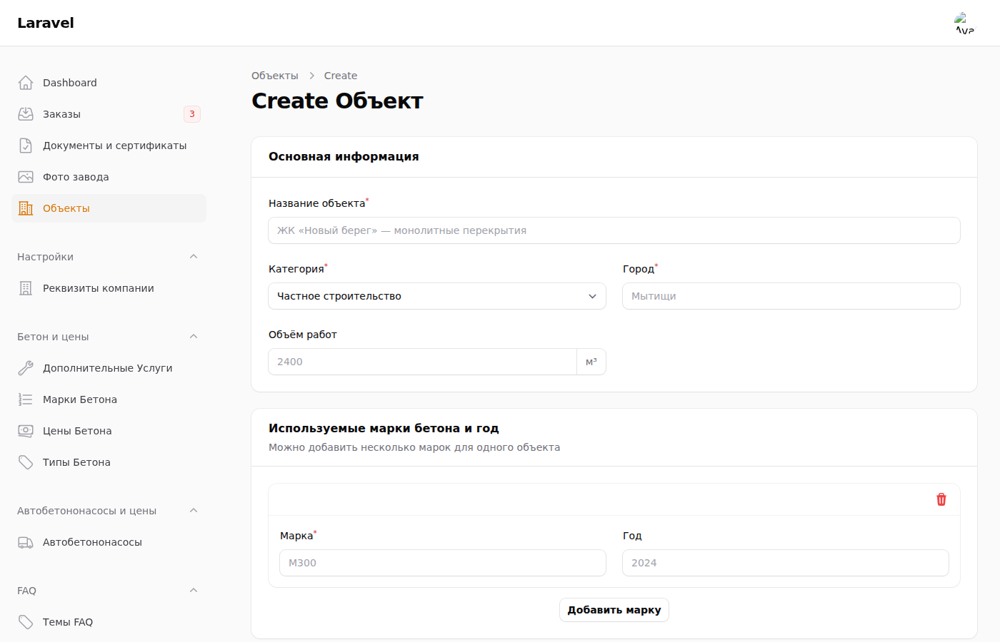 Laravel
Ava
Dashboard
Заказы
3
Документы и сертификаты
Фото завода
Объекты
Настройки
Реквизиты компании
Бетон и цены
Дополнительные Услуги
Марки Бетона
Цены Бетона
Типы Бетона
Автобетононасосы и цены
Автобетононасосы
FAQ
Темы FAQ
Объекты > Create
Create Объект
Основная информация
Название объекта*
ЖК «Новый берег» — монолитные перекрытия
Категория*
Город*
Частное строительство
Мытищи
Объём работ
2400
м³
Используемые марки бетона и год
Можно добавить несколько марок для одного объекта
Марка*
Год
М300
2024
Добавить марку